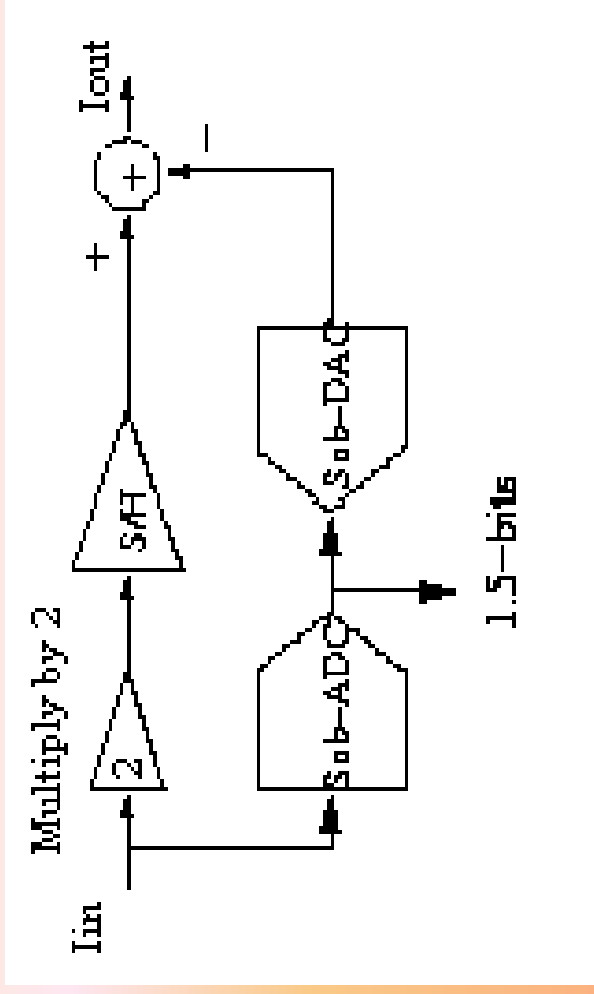 Multiply by 2
Iin
2
S/H
+
+
Iout
−
Sub-ADC
Sub-DAC
1.5-bits